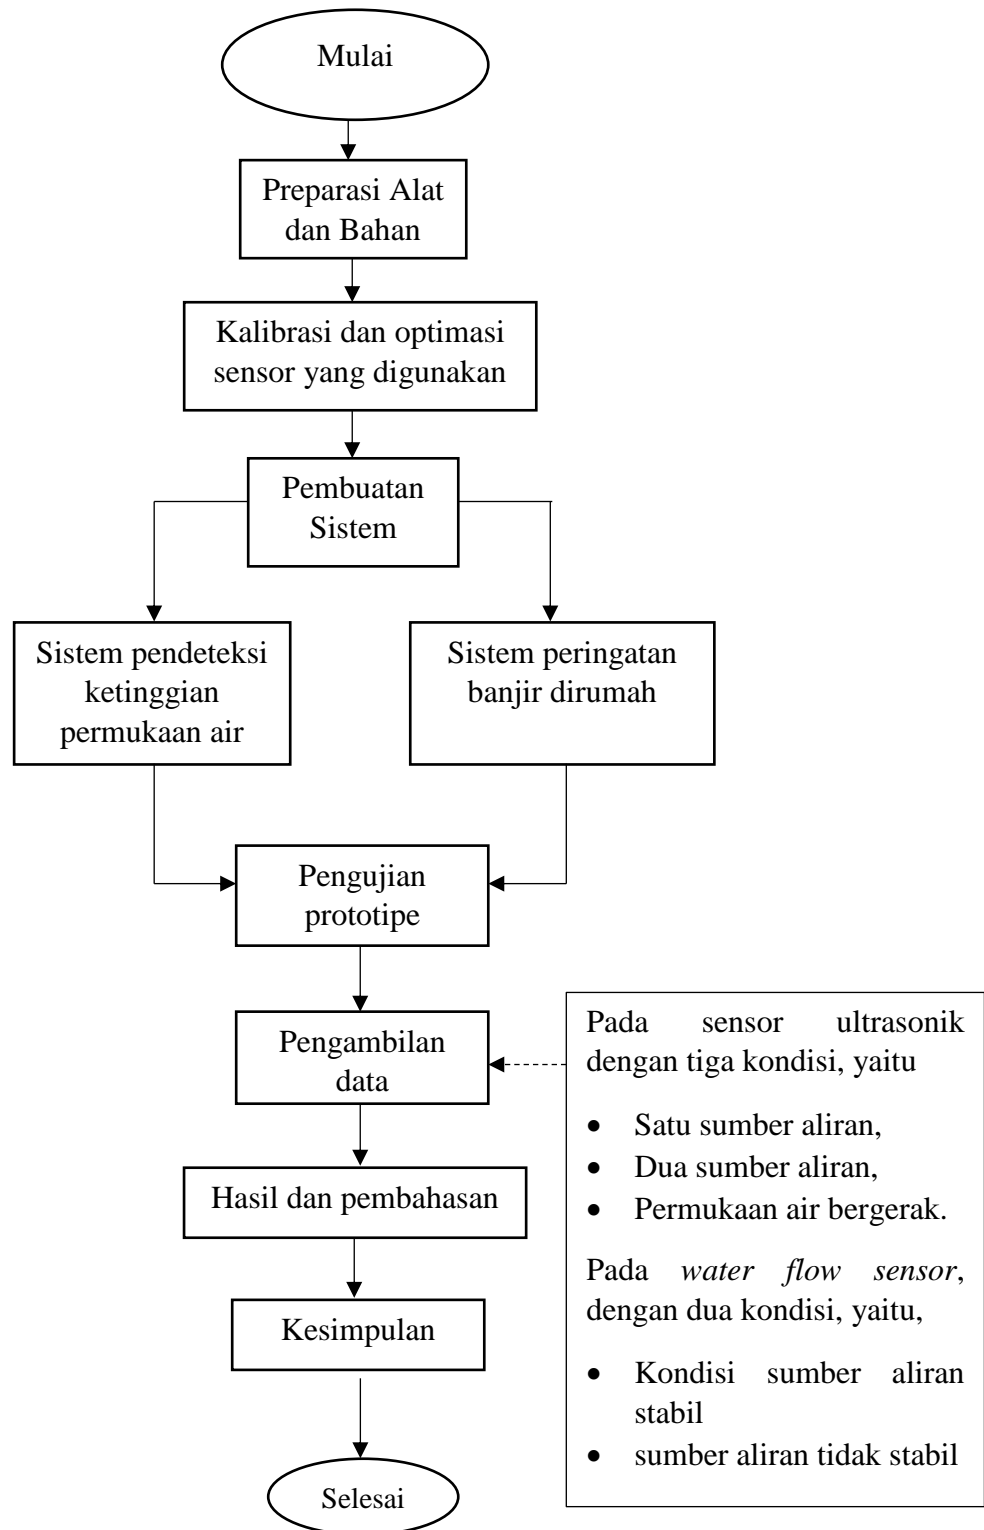 Mulai
Preparasi Alat
dan Bahan
Kalibrasi dan optimasi
sensor yang digunakan
Pembuatan
Sistem
Sistem pendeteksi
ketinggian
permukaan air
Sistem peringatan
banjir dirumah
Pengujian
prototipe
Pengambilan
data
Pada sensor ultrasonik
dengan tiga kondisi, yaitu
• Satu sumber aliran,
• Dua sumber aliran,
• Permukaan air bergerak.
Pada water flow sensor,
dengan dua kondisi, yaitu,
• Kondisi sumber aliran
stabil
• sumber aliran tidak stabil
Hasil dan pembahasan
Kesimpulan
Selesai